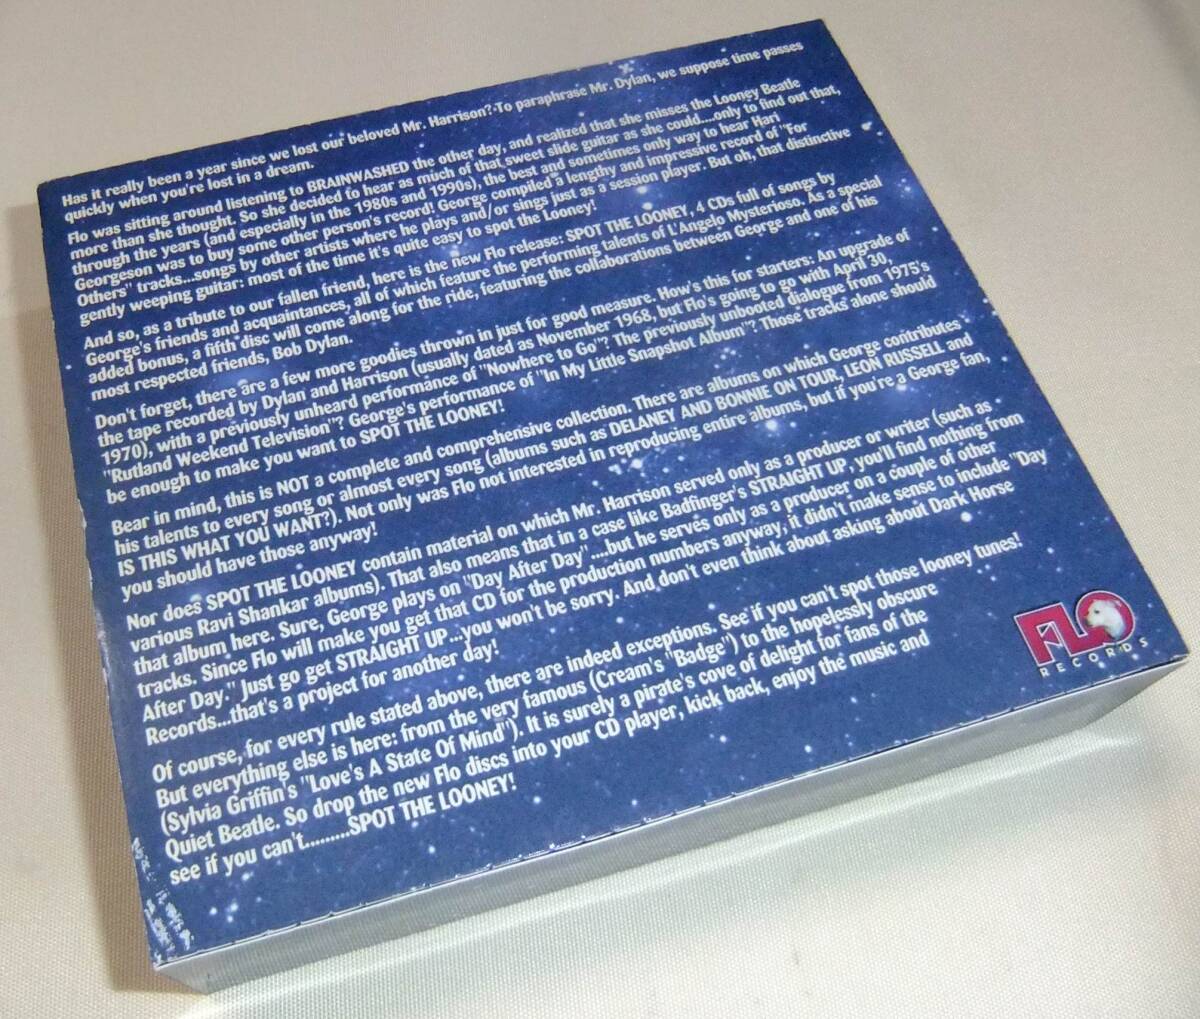 Has it really been a year since we lost our beloved Mr. Harrison? To paraphrase Mr. Dylan, we suppose time passes
quickly when you're lost in a dream.
Flo was sitting around listening to BRAINWASHED the other day, and realized that she misses the Looney Beatle
more than she thought. So she decided to hear as much of that sweet slide guitar as she could....only to find out that,
through the years (and especially in the 1980s and 1990s), the best and sometimes only way to hear Hari
Georgeson was to buy some other person's record! George compiled a lengthy and impressive record of "For
Others" tracks...songs by other artists where he plays and/or sings just as a session player. But oh, that distinctive
gently weeping guitar: most of the time it's quite easy to spot the Looney!
And so, as a tribute to our fallen friend, here is the new Flo release: SPOT THE LOONEY, 4 CDs full of songs by
George's friends and acquaintances, all of which feature the performing talents of L'Angelo Mysterioso. As a special
added bonus, a fifth disc will come along for the ride, featuring the collaborations between George and one of his
most respected friends, Bob Dylan.
Don't forget, there are a few more goodies thrown in just for good measure. How's this for starters: An upgrade of
the tape recorded by Dylan and Harrison (usually dated as November 1968, but Flo's going to go with April 30,
1970), with a previously unheard performance of "Nowhere to Go"? The previously unbooted dialogue from 1975's
"Rutland Weekend Television"? George's performance of "In My Little Snapshot Album"? Those tracks alone should
be enough to make you want to SPOT THE LOONEY!
Bear in mind, this is NOT a complete and comprehensive collection. There are albums on which George contributes
his talents to every song or almost every song (albums such as DELANEY AND BONNIE ON TOUR, LEON RUSSELL and
IS THIS WHAT YOU WANT?). Not only was Flo not interested in reproducing entire albums, but if you're a George fan,
you should have those anyway!
Nor does SPOT THE LOONEY contain material on which Mr. Harrison served only as a producer or writer (such as
various Ravi Shankar albums). That also means that in a case like Badfinger's STRAIGHT UP, you'll find nothing from
that album here. Sure, George plays on "Day After Day"....but he serves only as a producer on a couple of other
tracks. Since Flo will make you get that CD for the production numbers anyway, it didn't make sense to include "Day
After Day." Just go get STRAIGHT UP...you won't be sorry. And don't even think about asking about Dark Horse
Records...that's a project for another day!
Of course, for every rule stated above, there are indeed exceptions. See if you can't spot those looney tunes!
But everything else is here: from the very famous (Cream's "Badge") to the hopelessly obscure
(Sylvia Griffin's "Love's A State Of Mind"). It is surely a pirate's cove of delight for fans of the
Quiet Beatle. So drop the new Flo discs into your CD player, kick back, enjoy the music and
see if you can't.........SPOT THE LOONEY!
FLO
RECORDS